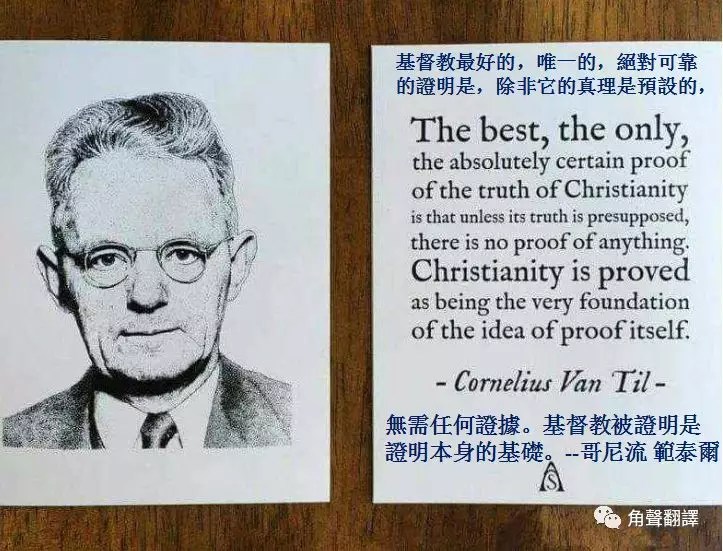 基督教最好的，唯一的，絕對可靠
的證明是，除非它的真理是預設的，
The best, the only,
the absolutely certain proof
of the truth of Christianity
is that unless its truth is presupposed,
there is no proof of anything.
Christianity is proved
as being the very foundation
of the idea of proof itself.
- Cornelius Van Til -
無需任何證據。基督教被證明是
證明本身的基礎。--哥尼流 範泰爾
AS
角聲翻譯